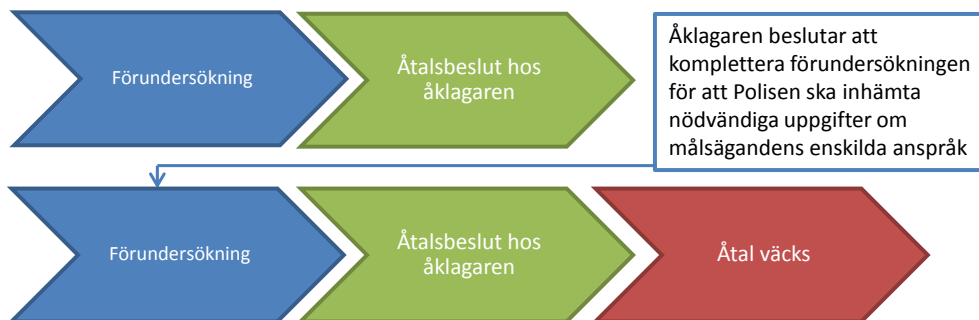 Förundersökning
Åtalsbeslut hos
åklagaren
Åklagaren beslutar att
komplettera förundersökningen
för att Polisen ska inhämta
nödvändiga uppgifter om
målsägandens enskilda anspråk
Förundersökning
Åtalsbeslut hos
åklagaren
Åtal väcks